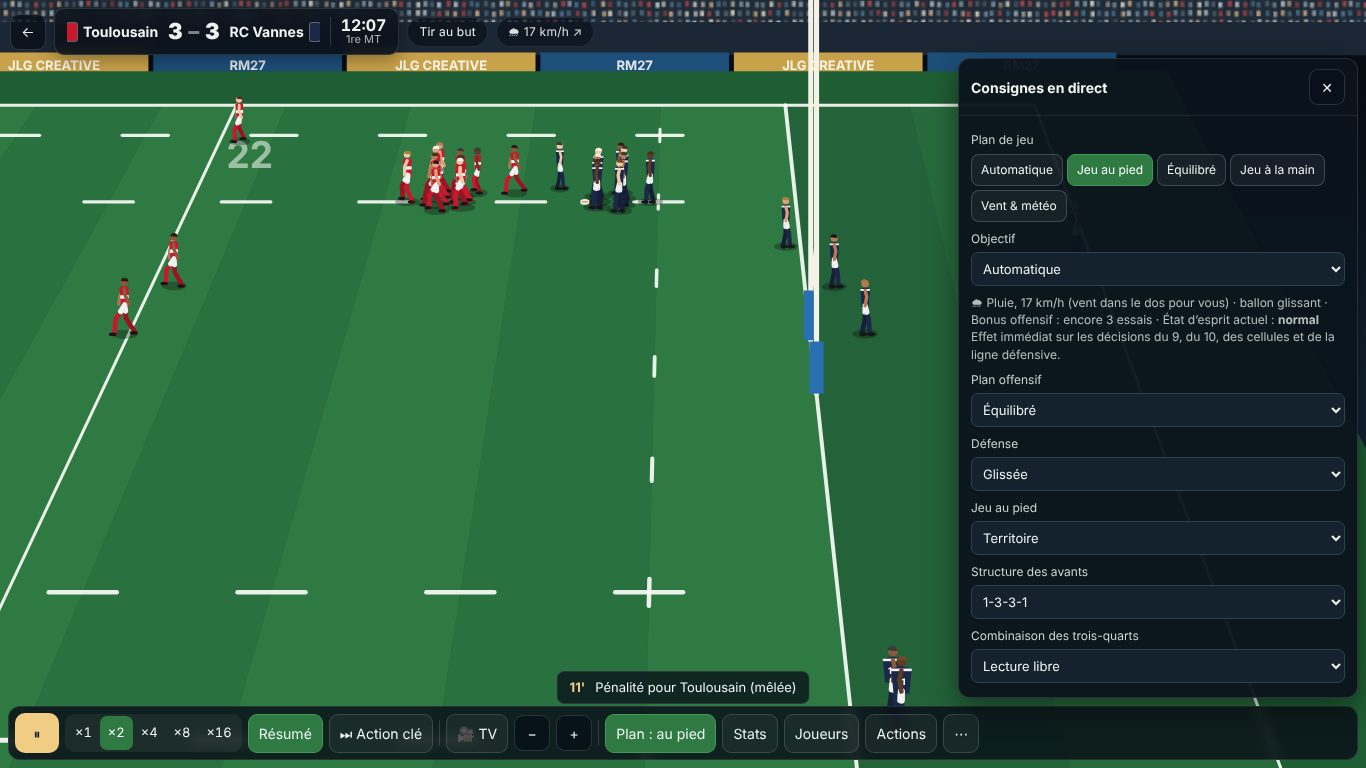 ←
Toulousain 3 – 3 RC Vannes
12:07
1re MT
Tir au but
🌧 17 km/h ↗
JLG CREATIVE
RM27
JLG CREATIVE
RM27
JLG CREATIVE
RM27
22
Consignes en direct
✕
Plan de jeu
Automatique
Jeu au pied
Équilibré
Jeu à la main
Vent & météo
Objectif
Automatique
🌧 Pluie, 17 km/h (vent dans le dos pour vous) · ballon glissant ·
Bonus offensif : encore 3 essais · État d’esprit actuel : normal
Effet immédiat sur les décisions du 9, du 10, des cellules et de la
ligne défensive.
Plan offensif
Équilibré
Défense
Glissée
Jeu au pied
Territoire
Structure des avants
1-3-3-1
Combinaison des trois-quarts
Lecture libre
11' Pénalité pour Toulousain (mêlée)
⏸
×1
×2
×4
×8
×16
Résumé
⏭ Action clé
🎥 TV
−
+
Plan : au pied
Stats
Joueurs
Actions
⋯